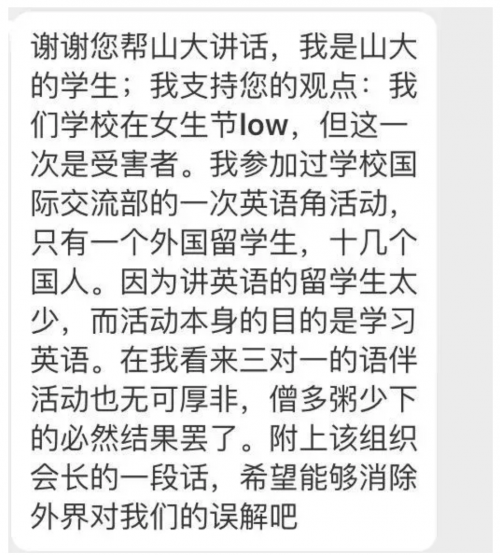 谢谢您帮山大讲话，我是山大
的学生；我支持您的观点：我
们学校在女生节low，但这一
次是受害者。我参加过学校国
际交流部的一次英语角活动，
只有一个外国留学生，十几个
国人。因为讲英语的留学生太
少，而活动本身的目的是学习
英语。在我看来三对一的语伴
活动也无可厚非，僧多粥少下
的必然结果罢了。附上该组织
会长的一段话，希望能够消除
外界对我们的误解吧